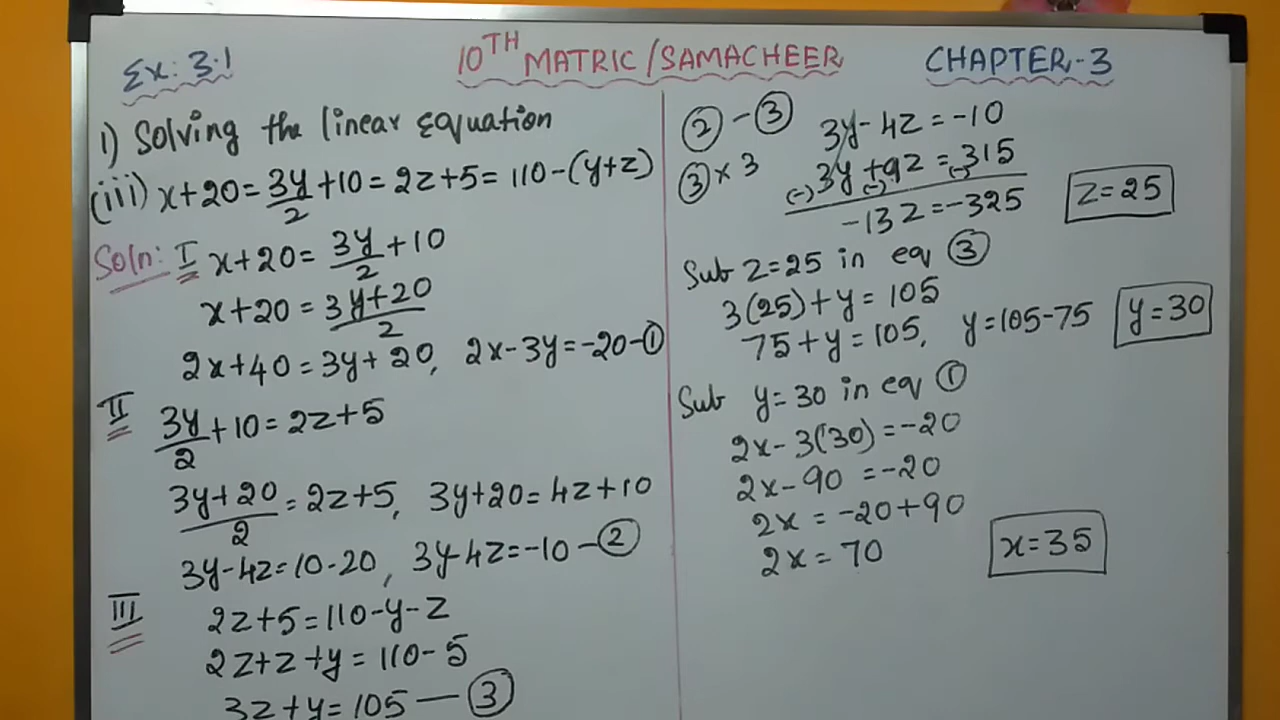 Ex: 3.1
10TH MATRIC/SAMACHEER
CHAPTER-3
1) Solving the linear Equation
(iii) x+20 = 3y/2 + 10 = 2z+5 = 110-(y+z)
Soln: I x+20 = 3y/2 + 10
x+20 = 3y+20/2
2x+40 = 3y+20, 2x-3y = -20 - ①
II 3y/2 + 10 = 2z+5
3y+20/2 = 2z+5, 3y+20 = 4z+10
3y-4z = 10-20, 3y-4z = -10 - ②
III 2z+5 = 110-y-z
2z+z+y = 110-5
3z+y = 105 — ③
② - ③ 3y-4z = -10
③ x 3 3y+9z = 315
(-) (-) (-)
-13z = -325 z=25
Sub z=25 in eq ③
3(25)+y = 105
75+y = 105, y = 105-75 y=30
Sub y=30 in eq ①
2x-3(30) = -20
2x-90 = -20
2x = -20+90
2x = 70 x=35